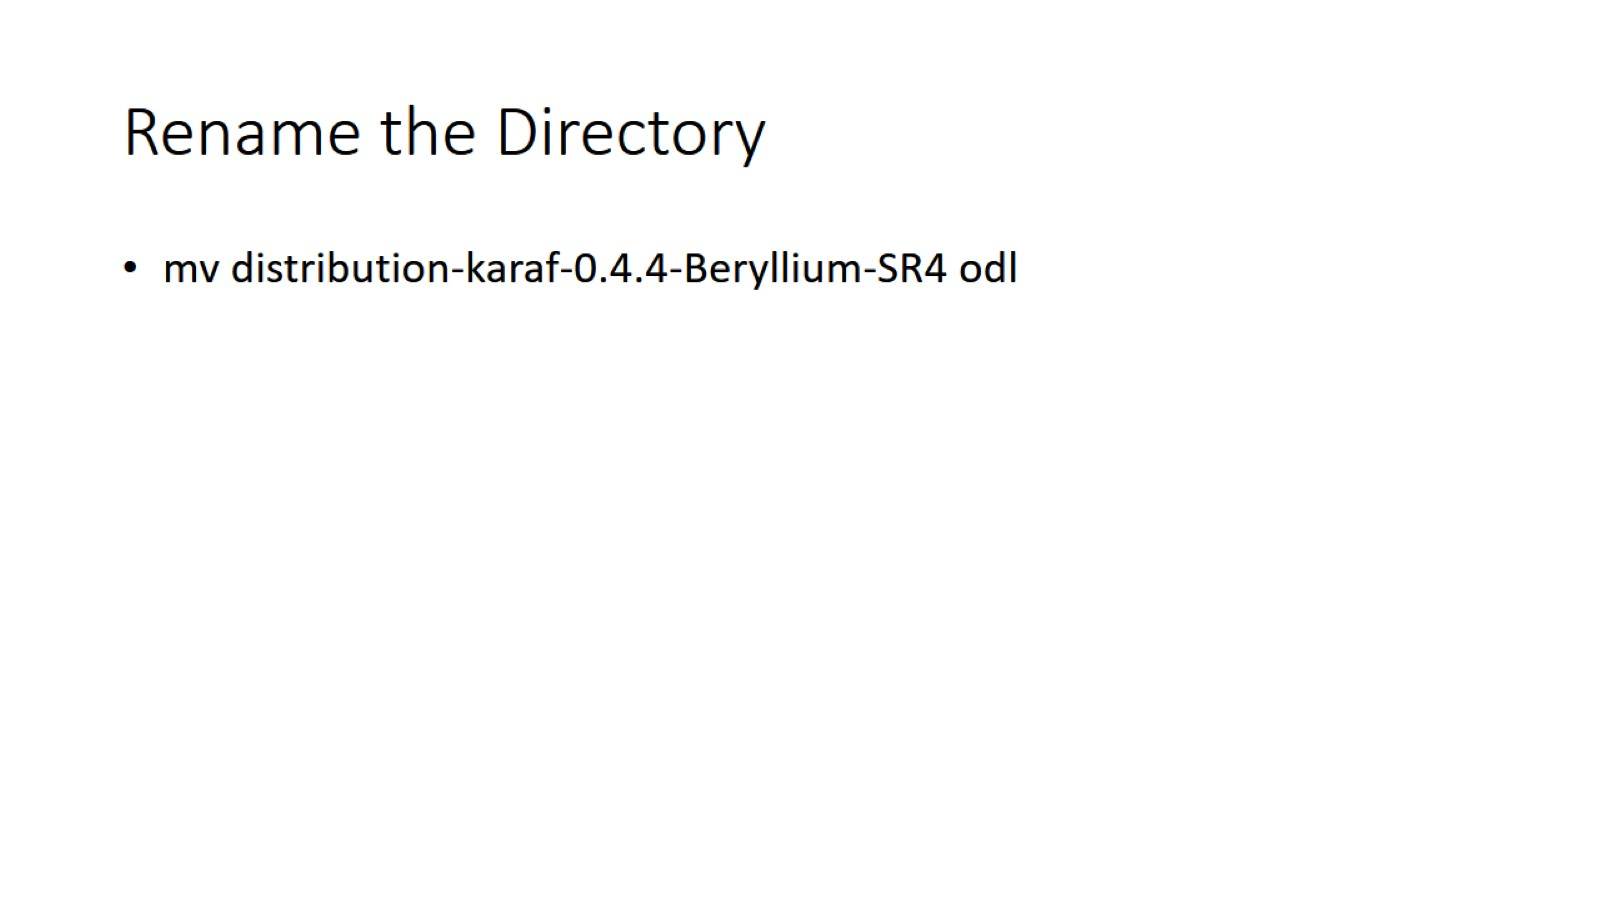 Rename the Directory
• mv distribution-karaf-0.4.4-Beryllium-SR4 odl